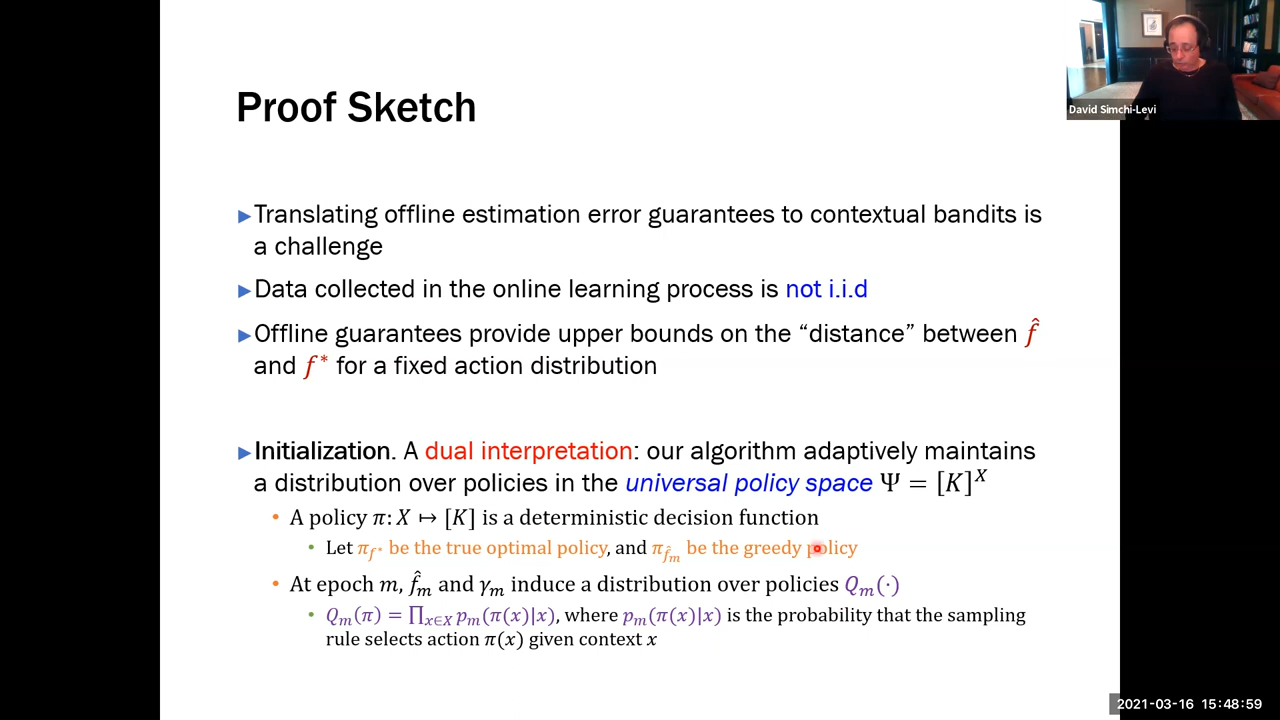 Proof Sketch
David Simchi-Levi
▶Translating offline estimation error guarantees to contextual bandits is
a challenge
▶Data collected in the online learning process is not i.i.d
▶Offline guarantees provide upper bounds on the “distance” between f̂
and f* for a fixed action distribution
▶Initialization. A dual interpretation: our algorithm adaptively maintains
a distribution over policies in the universal policy space Ψ = [K]^X
• A policy π: X ↦ [K] is a deterministic decision function
• Let π_{f*} be the true optimal policy, and π_{f̂_m} be the greedy policy
• At epoch m, f̂_m and γ_m induce a distribution over policies Q_m(·)
• Q_m(π) = ∏_{x∈X} p_m(π(x)|x), where p_m(π(x)|x) is the probability that the sampling
rule selects action π(x) given context x
2021-03-16 15:48:59